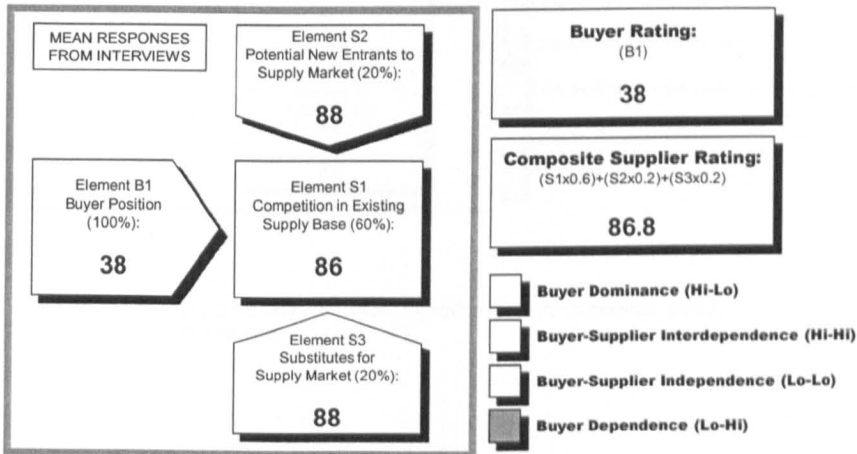 MEAN RESPONSES
FROM INTERVIEWS
Element S2
Potential New Entrants to
Supply Market (20%):
88
Element B1
Buyer Position
(100%):
38
Element S1
Competition in Existing
Supply Base (60%):
86
Element S3
Substitutes for
Supply Market (20%):
88
Buyer Rating:
(B1)
38
Composite Supplier Rating:
(S1x0.6)+(S2x0.2)+(S3x0.2)
86.8
Buyer Dominance (Hi-Lo)
Buyer-Supplier Interdependence (Hi-Hi)
Buyer-Supplier Independence (Lo-Lo)
Buyer Dependence (Lo-Hi)